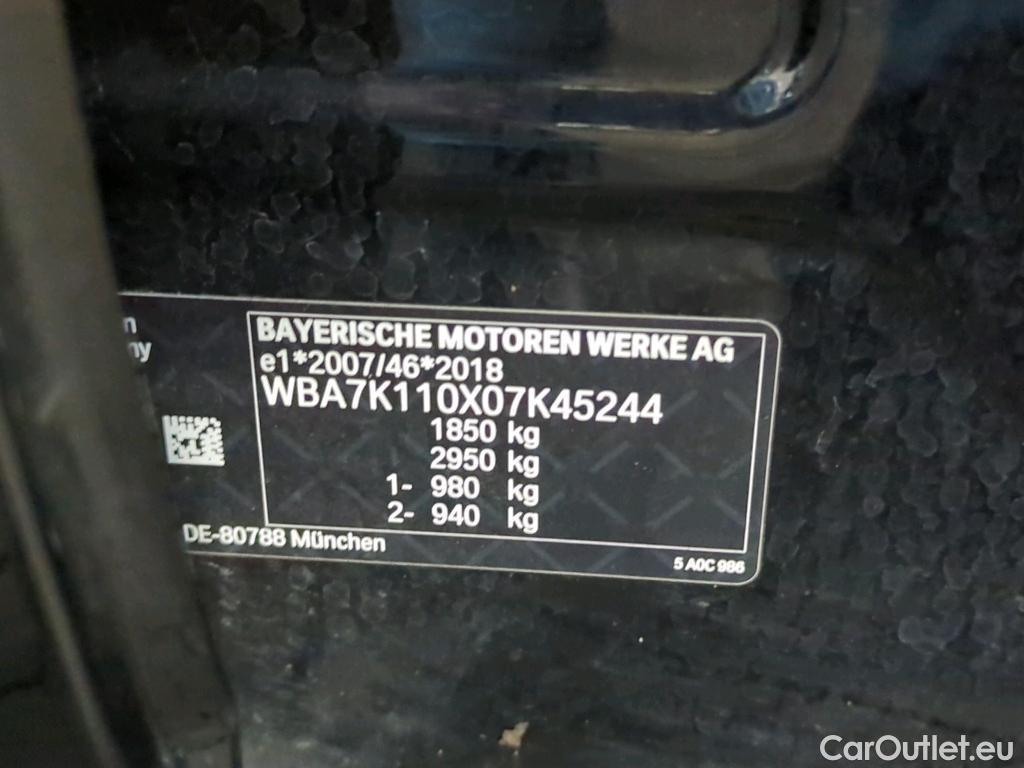 BAYERISCHE MOTOREN WERKE AG
e1*2007/46*2018
WBA7K110X07K45244
1850 kg
2950 kg
1- 980 kg
2- 940 kg
DE-80788 München
5 A0C 986
CarOutlet.eu